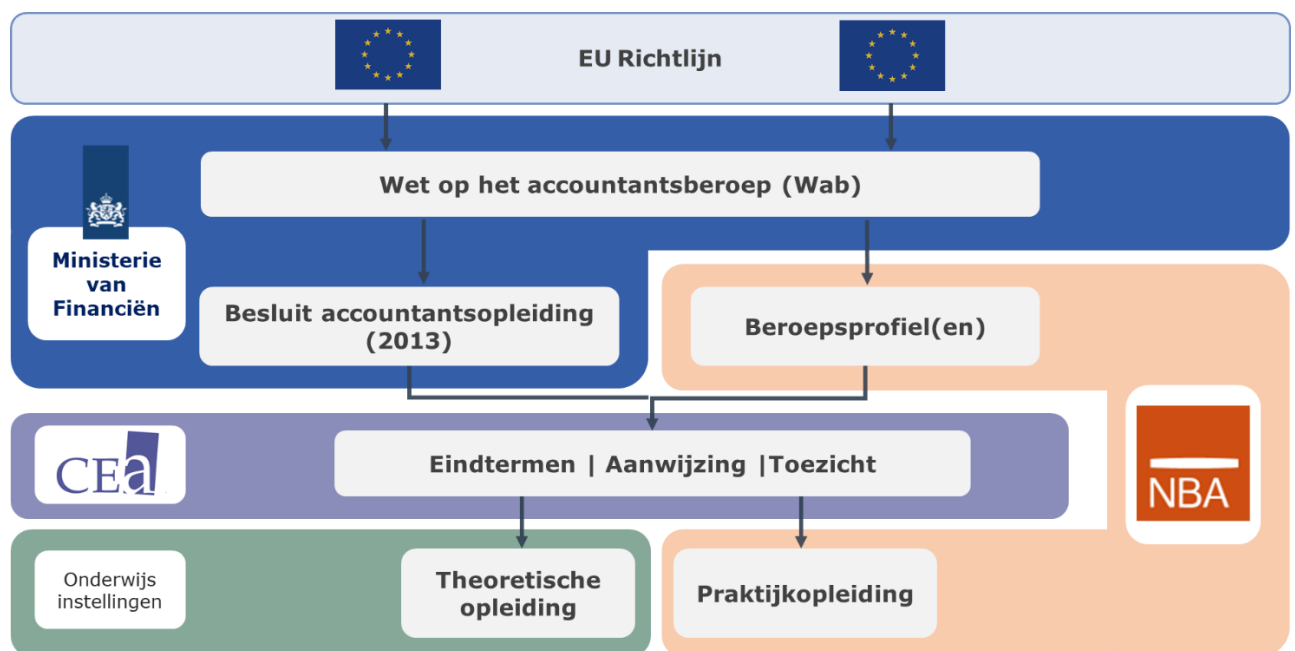 EU Richtlijn
Wet op het accountantsberoep (Wab)
Ministerie
van
Financiën
Besluit accountantsopleiding
(2013)
Beroepsprofiel(en)
CEa
Eindtermen | Aanwijzing |Toezicht
NBA
Onderwijs
instellingen
Theoretische
opleiding
Praktijkopleiding